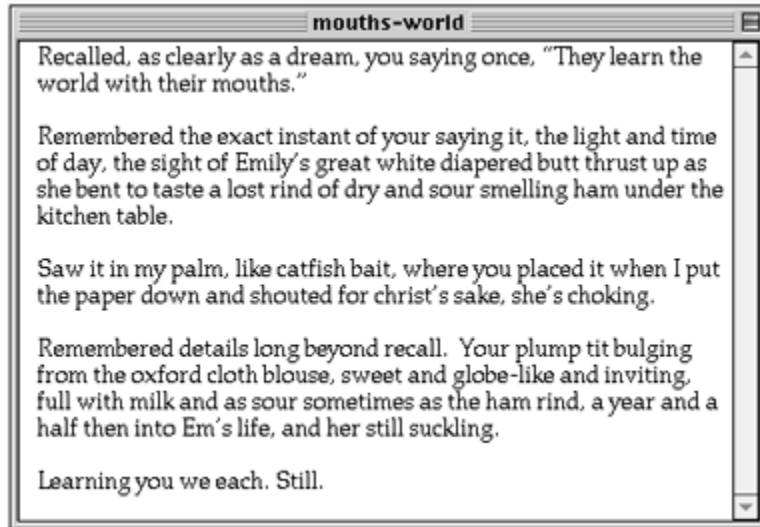 mouths-world
Recalled, as clearly as a dream, you saying once, “They learn the
world with their mouths.”
Remembered the exact instant of your saying it, the light and time
of day, the sight of Emily’s great white diapered butt thrust up as
she bent to taste a lost rind of dry and sour smelling ham under the
kitchen table.
Saw it in my palm, like catfish bait, where you placed it when I put
the paper down and shouted for christ’s sake, she’s choking.
Remembered details long beyond recall.  Your plump tit bulging
from the oxford cloth blouse, sweet and globe-like and inviting,
full with milk and as sour sometimes as the ham rind, a year and a
half then into Em’s life, and her still suckling.
Learning you we each. Still.